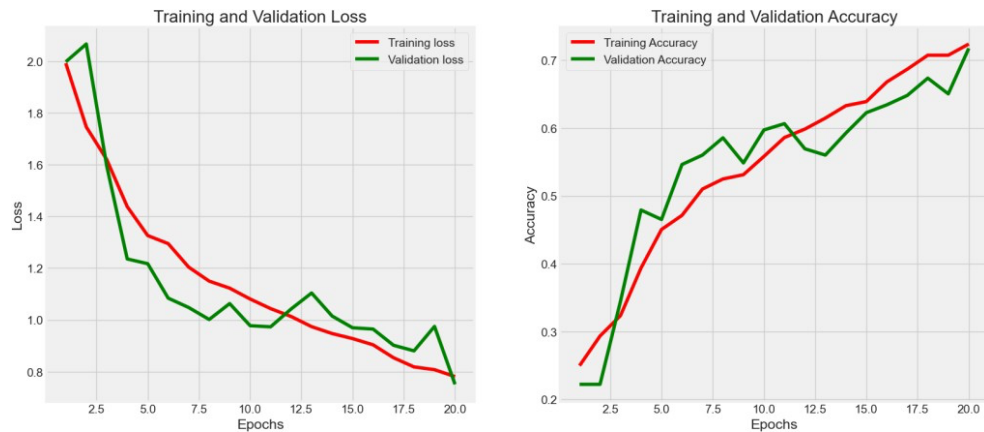 Training and Validation Loss
Training loss
Validation loss
2.0
1.8
1.6
1.4
1.2
1.0
0.8
Loss
2.5 5.0 7.5 10.0 12.5 15.0 17.5 20.0
Epochs
Training and Validation Accuracy
Training Accuracy
Validation Accuracy
0.7
0.6
0.5
0.4
0.3
0.2
Accuracy
2.5 5.0 7.5 10.0 12.5 15.0 17.5 20.0
Epochs